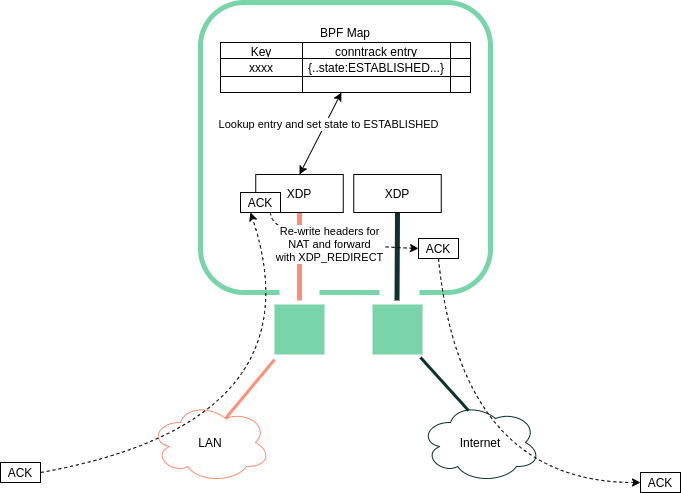 BPF Map
Key conntrack entry
xxxx {..state:ESTABLISHED...}
Lookup entry and set state to ESTABLISHED
XDP XDP
ACK
Re-write headers for
NAT and forward
with XDP_REDIRECT
ACK
LAN Internet
ACK
ACK